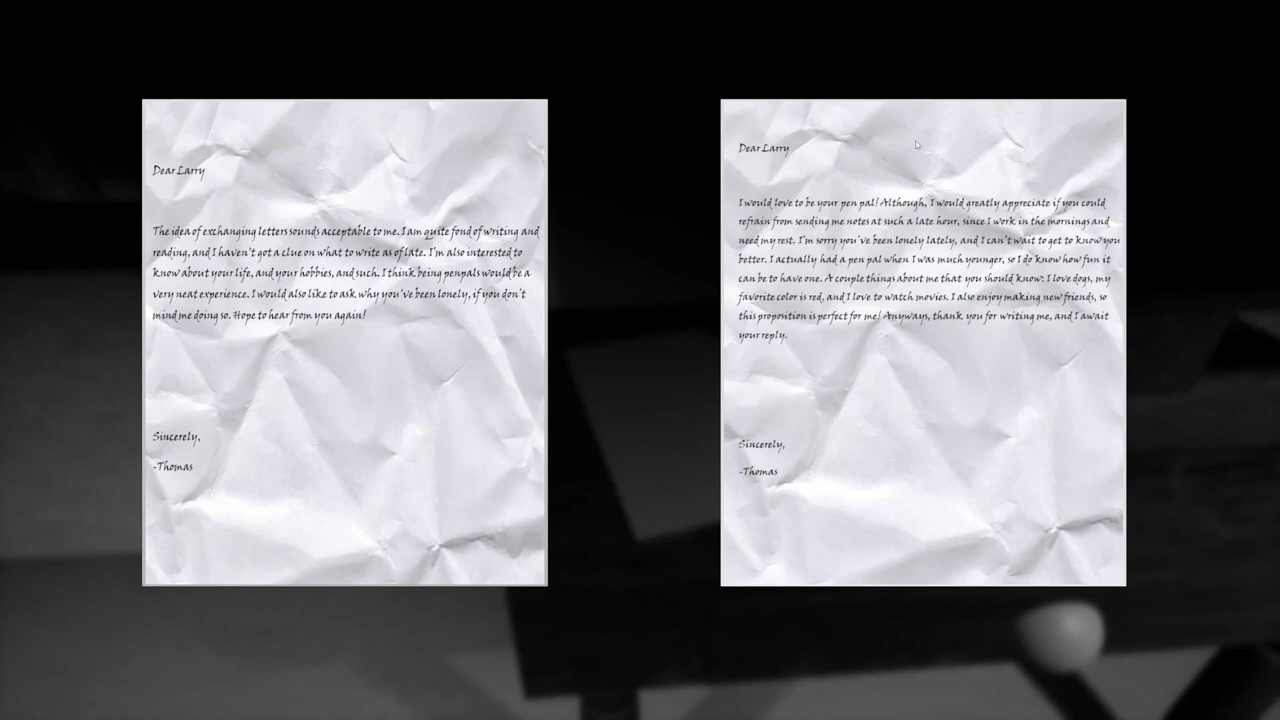 Dear Larry
The idea of exchanging letters sounds acceptable to me. I am quite fond of writing and
reading, and I haven't got a clue on what to write as of late. I'm also interested to
know about your life, and your hobbies, and such. I think being penpals would be a
very neat experience. I would also like to ask why you've been lonely, if you don't
mind me doing so. Hope to hear from you again!
Sincerely,
-Thomas
Dear Larry
I would love to be your pen pal! Although, I would greatly appreciate if you could
refrain from sending me notes at such a late hour, since I work in the mornings and
need my rest. I'm sorry you've been lonely lately, and I can't wait to get to know you
better. I actually had a pen pal when I was much younger, so I do know how fun it
can be to have one. A couple things about me that you should know: I love dogs, my
favorite color is red, and I love to watch movies. I also enjoy making new friends, so
this proposition is perfect for me! Anyways, thank you for writing me, and I await
your reply.
Sincerely,
-Thomas